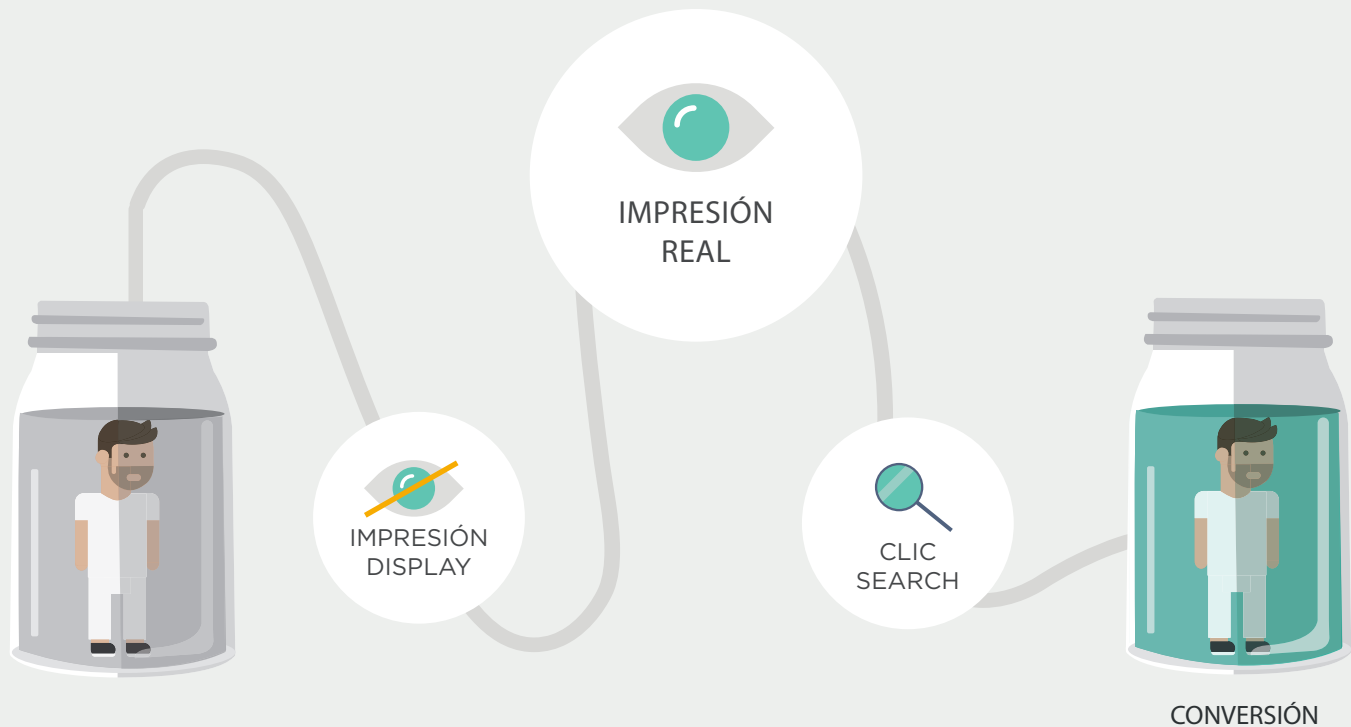 IMPRESIÓN
REAL
IMPRESIÓN
DISPLAY
CLIC
SEARCH
CONVERSIÓN